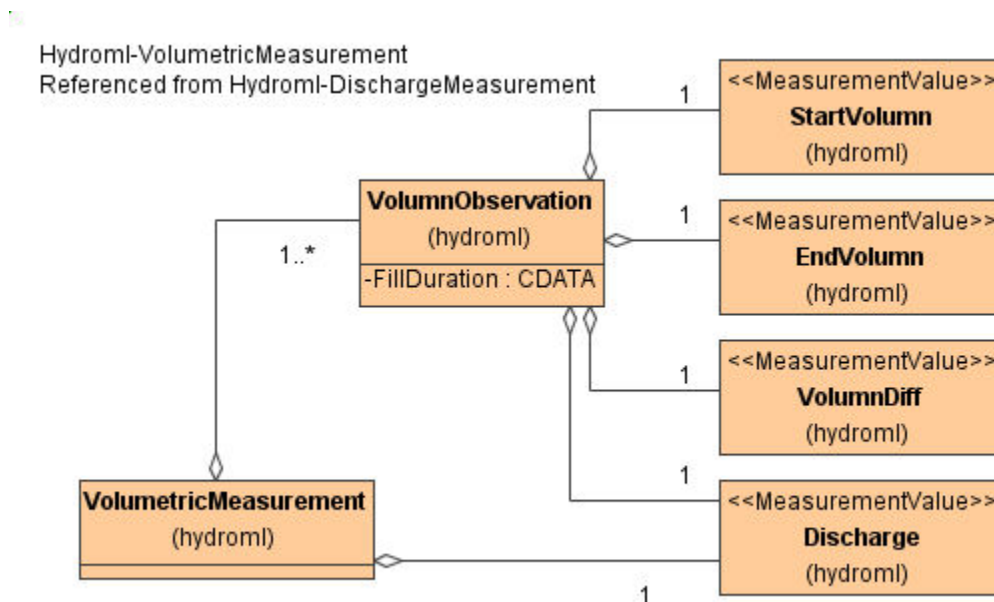 Hydroml-VolumetricMeasurement
Referenced from Hydroml-DischargeMeasurement
<<MeasurementValue>>
StartVolumn
(hydroml)
1
VolumnObservation
(hydroml)
-FillDuration : CDATA
1..*
1
<<MeasurementValue>>
EndVolumn
(hydroml)
1
<<MeasurementValue>>
VolumnDiff
(hydroml)
1
<<MeasurementValue>>
Discharge
(hydroml)
VolumetricMeasurement
(hydroml)
1